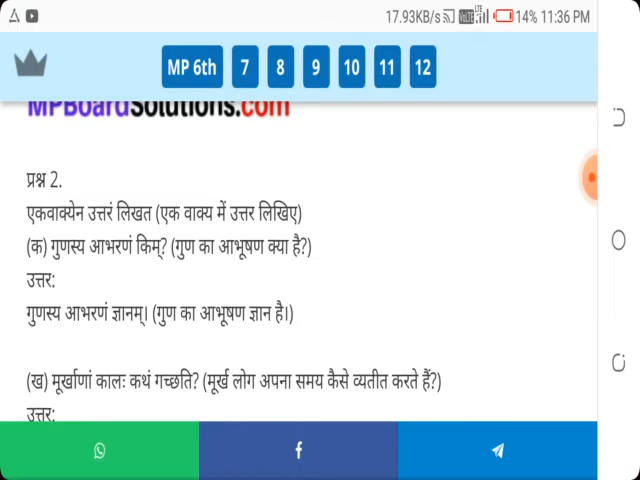 17.93KB/s VoLTE LTE 14% 11:36 PM
MP 6th 7 8 9 10 11 12
MPBoardSolutions.com
प्रश्न 2.
एकवाक्येन उत्तरं लिखत (एक वाक्य में उत्तर लिखिए)
(क) गुणस्य आभरणं किम्? (गुण का आभूषण क्या है?)
उत्तर:
गुणस्य आभरणं ज्ञानम्। (गुण का आभूषण ज्ञान है।)
(ख) मूर्खाणां कालः कथं गच्छति? (मूर्ख लोग अपना समय कैसे व्यतीत करते हैं?)
उत्तर: